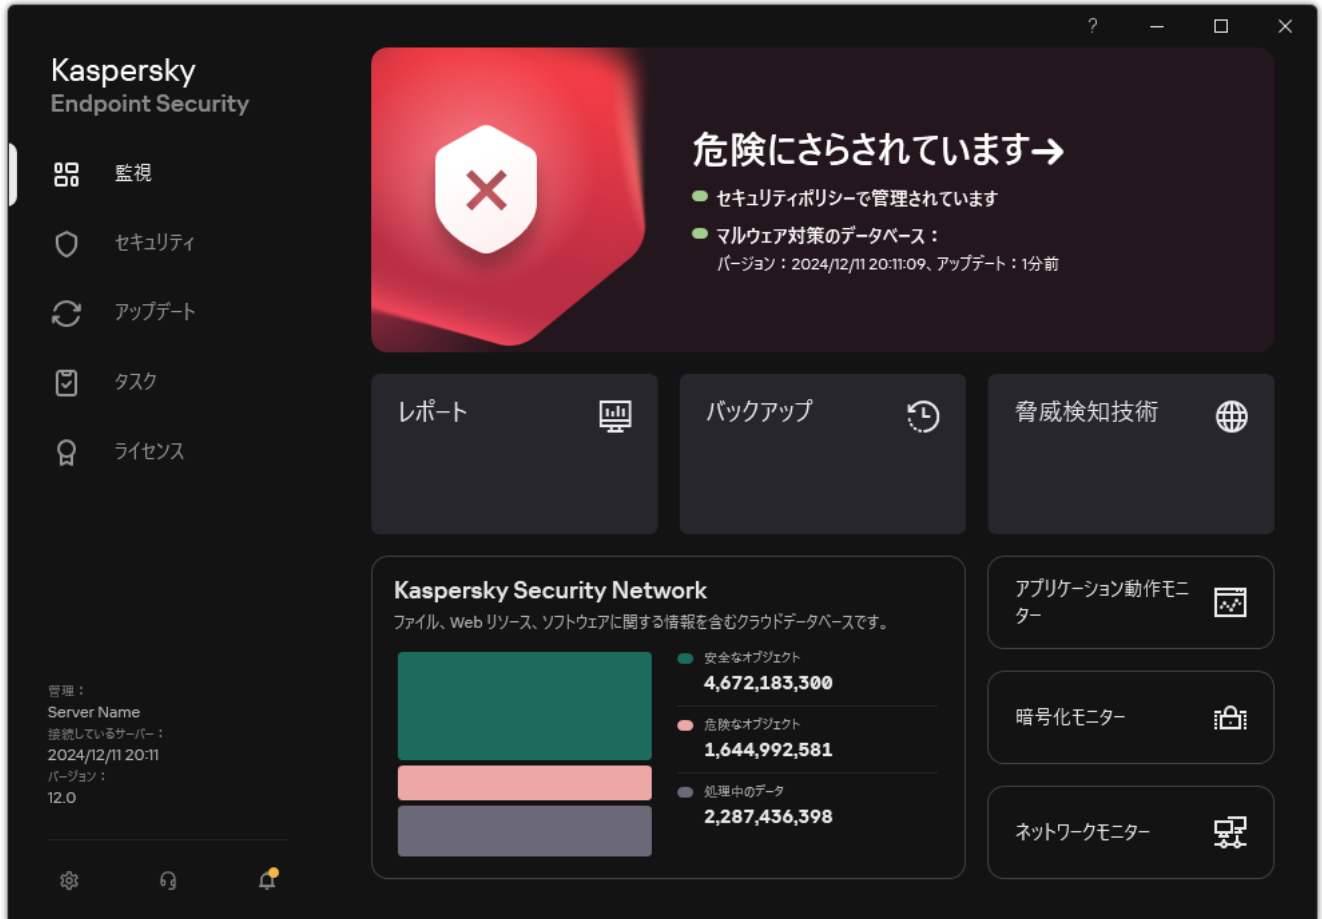 Kaspersky
Endpoint Security
監視
セキュリティ
アップデート
タスク
ライセンス
管理：
Server Name
接続しているサーバー：
2024/12/11 20:11
バージョン：
12.0
?
危険にさらされています→
セキュリティポリシーで管理されています
マルウェア対策のデータベース：
バージョン：2024/12/11 20:11:09、アップデート：1分前
レポート
バックアップ
脅威検知技術
Kaspersky Security Network
ファイル、Web リソース、ソフトウェアに関する情報を含むクラウドデータベースです。
安全なオブジェクト
4,672,183,300
危険なオブジェクト
1,644,992,581
処理中のデータ
2,287,436,398
アプリケーション動作モニ
ター
暗号化モニター
ネットワークモニター